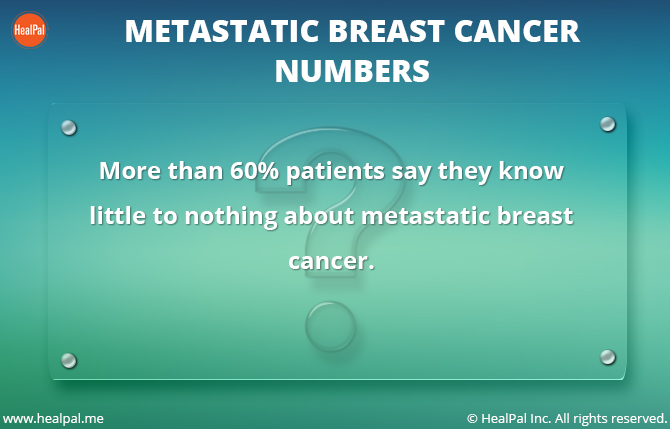 HealPal
METASTATIC BREAST CANCER
NUMBERS
More than 60% patients say they know
little to nothing about metastatic breast
cancer.
www.healpal.me
© HealPal Inc. All rights reserved.